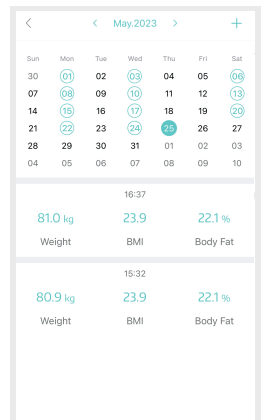 May.2023
Sun Mon Tue Wed Thu Fri Sat
30 01 02 03 04 05 06
07 08 09 10 11 12 13
14 15 16 17 18 19 20
21 22 23 24 25 26 27
28 29 30 31 01 02 03
04 05 06 07 08 09 10
16:37
81.0 kg 23.9 22.1 %
Weight BMI Body Fat
15:32
80.9 kg 23.9 22.1 %
Weight BMI Body Fat